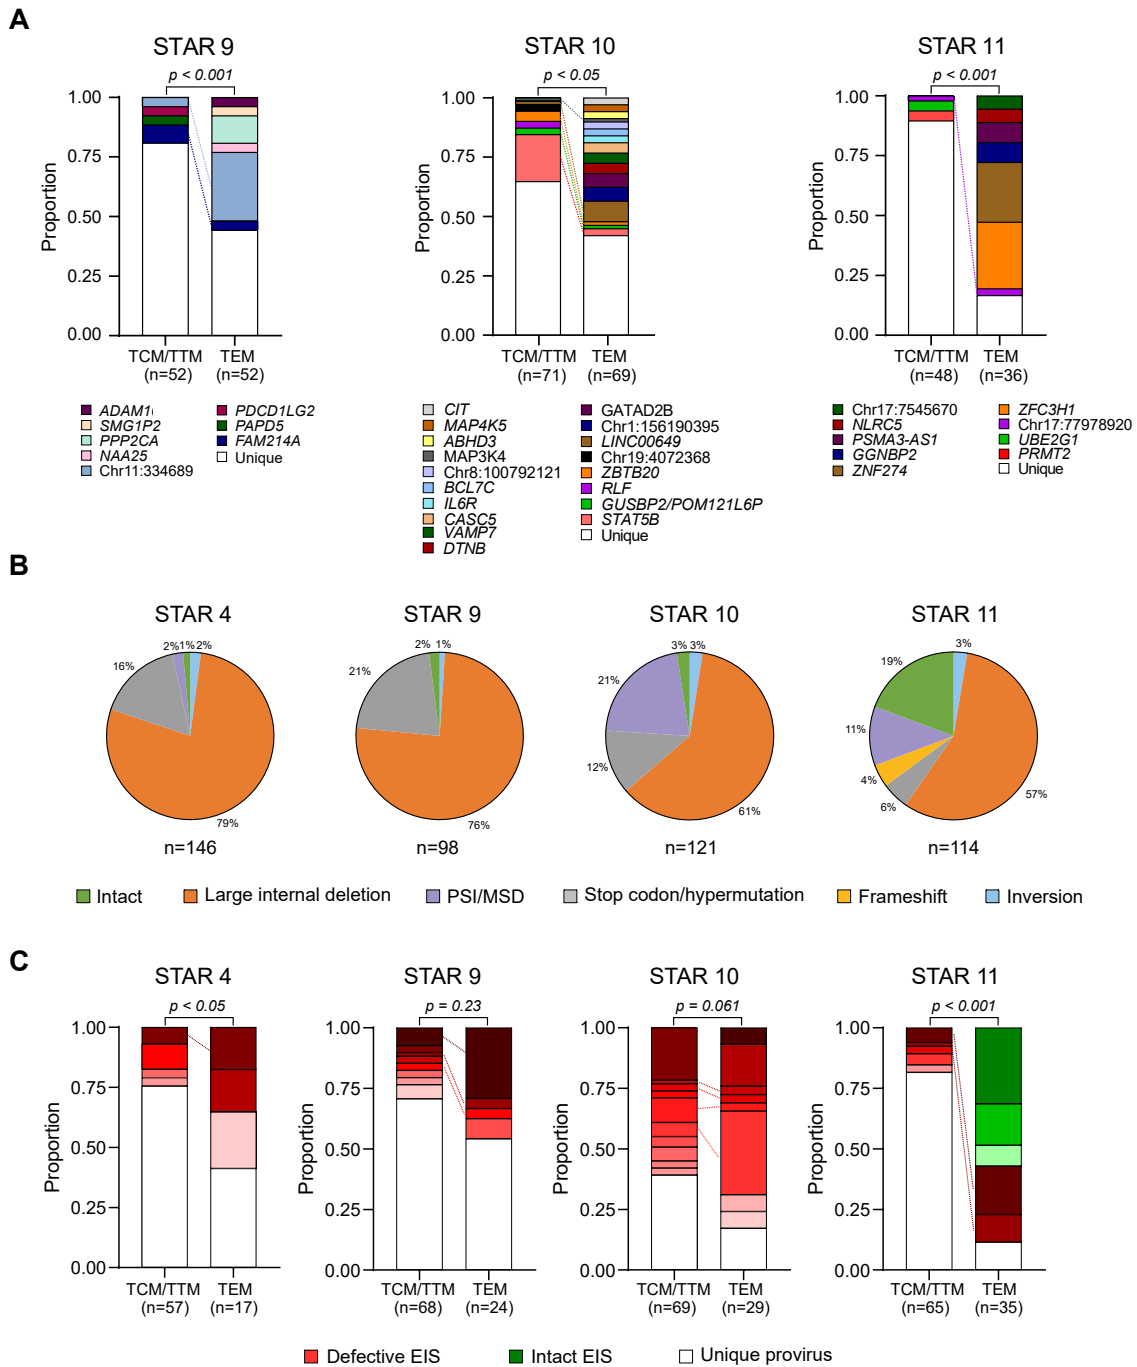 A
STAR 9
STAR 10
STAR 11
p < 0.001
p < 0.05
p < 0.001
Proportion
1.00
0.75
0.50
0.25
0.00
TCM/TTM
(n=52)
TEM
(n=52)
Proportion
1.00
0.75
0.50
0.25
0.00
TCM/TTM
(n=71)
TEM
(n=69)
Proportion
1.00
0.75
0.50
0.25
0.00
TCM/TTM
(n=48)
TEM
(n=36)
SMG1P2
PPP2CA
NAA25
Chr11:334689
PDCD1LG2
PAPD5
FAM214A
Unique
CIT
MAP4K5
ABHD3
MAP3K4
Chr8:100792121
BCL7C
IL6R
CASC5
VAMP7
DTNB
GATAD2B
Chr1:156190395
LINC00649
Chr19:4072368
ZBTB20
RLF
GUSBP2/POM121L6P
STAT5B
Unique
Chr17:7545670
NLRC5
PSMA3-AS1
GGNBP2
ZNF274
ZFC3H1
Chr17:77978920
UBE2G1
PRMT2
Unique
B
STAR 4
STAR 9
STAR 10
STAR 11
2%
1%
2%
16%
79%
n=146
2%
1%
21%
76%
n=98
3%
3%
21%
12%
61%
n=121
3%
19%
11%
4%
6%
57%
n=114
Intact
Large internal deletion
PSI/MSD
Stop codon/hypermutation
Frameshift
Inversion
C
STAR 4
STAR 9
STAR 10
STAR 11
p < 0.05
p = 0.23
p = 0.061
p < 0.001
Proportion
1.00
0.75
0.50
0.25
0.00
TCM/TTM
(n=57)
TEM
(n=17)
Proportion
1.00
0.75
0.50
0.25
0.00
TCM/TTM
(n=68)
TEM
(n=24)
Proportion
1.00
0.75
0.50
0.25
0.00
TCM/TTM
(n=69)
TEM
(n=29)
Proportion
1.00
0.75
0.50
0.25
0.00
TCM/TTM
(n=65)
TEM
(n=35)
Defective EIS
Intact EIS
Unique provirus